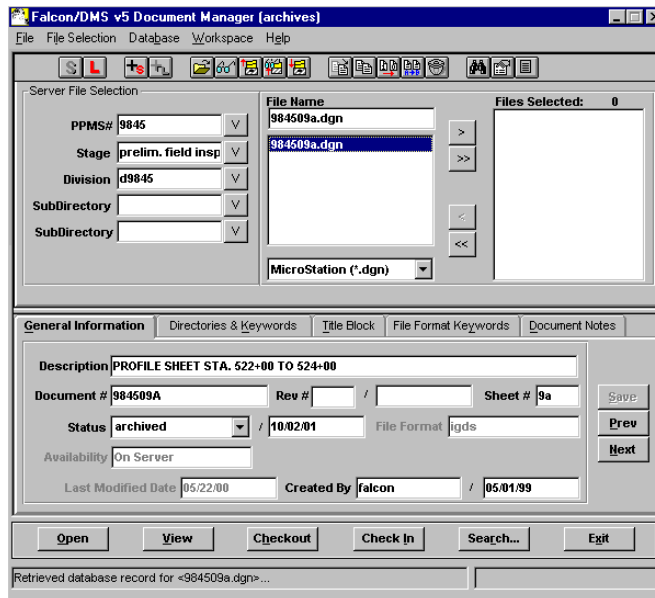 Falcon/DMS v5 Document Manager (archives)
File File Selection Database Workspace Help
S L +S +L
Server File Selection
File Name
Files Selected: 0
PPMS# 9845 V
984509a.dgn
984509a.dgn
>
Stage prelim. field insp V
>>
Division d9845 V
SubDirectory V
<
SubDirectory V
<<
MicroStation (*.dgn)
General Information Directories & Keywords Title Block File Format Keywords Document Notes
Description PROFILE SHEET STA. 522+00 TO 524+00
Document # 984509A Rev # / Sheet # 9a Save
Status archived / 10/02/01 File Format igds Prev
Availability On Server Next
Last Modified Date 05/22/00 Created By falcon / 05/01/99
Open View Checkout Check In Search... Exit
Retrieved database record for <984509a.dgn>...